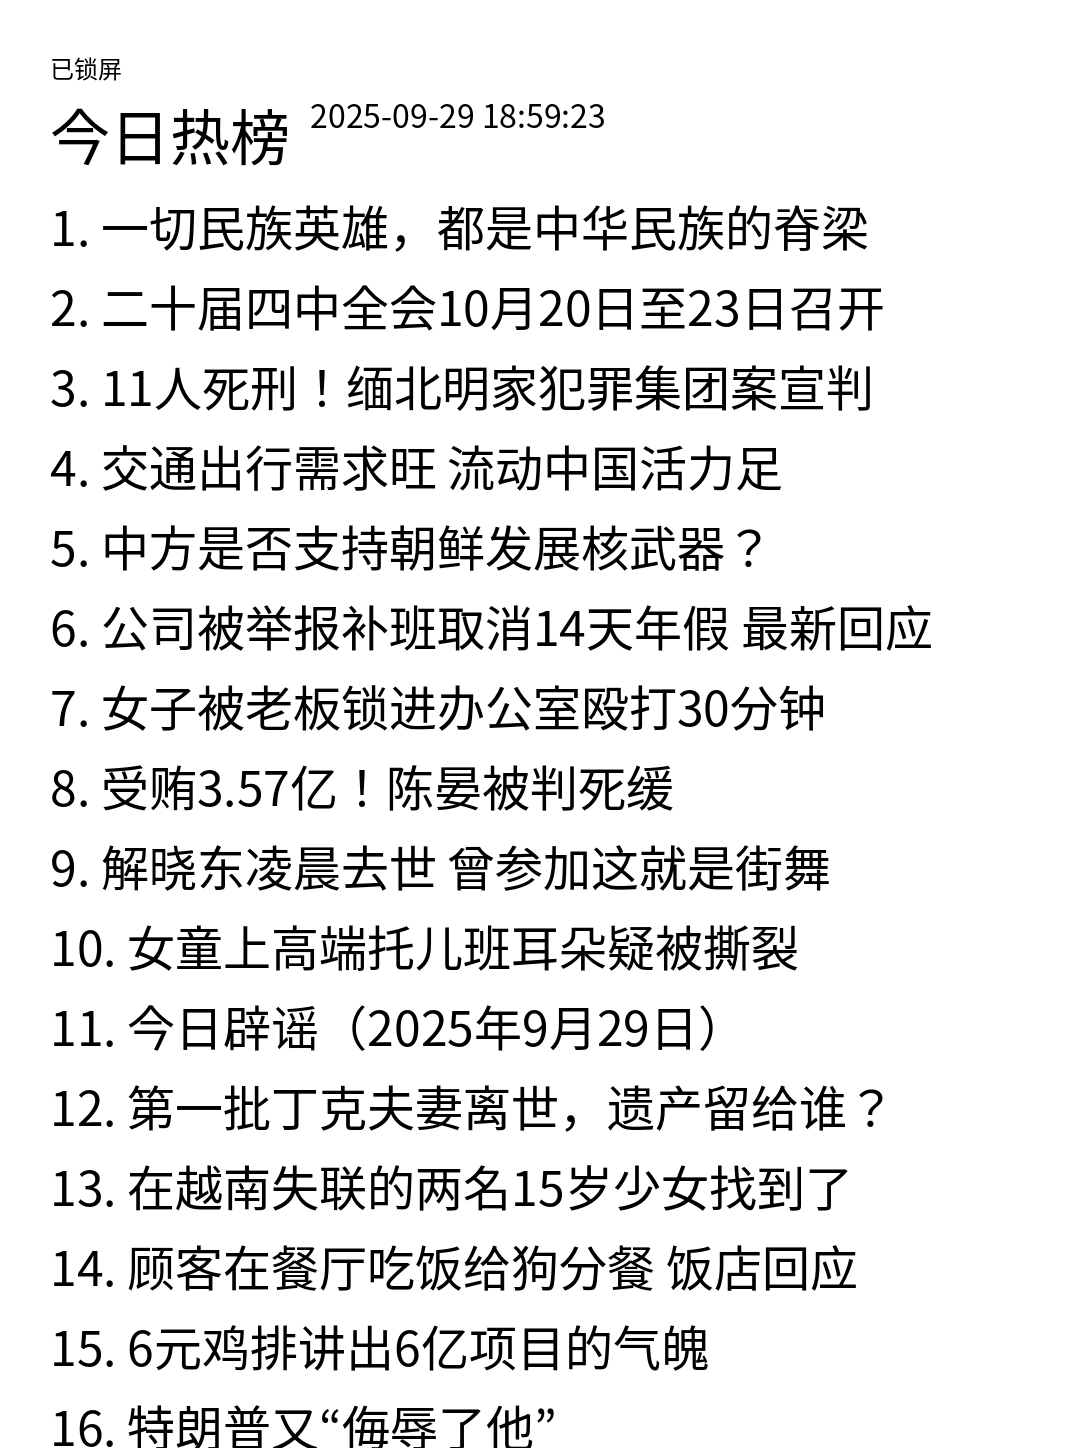 已锁屏
今日热榜 2025-09-29 18:59:23
1. 一切民族英雄，都是中华民族的脊梁
2. 二十届四中全会10月20日至23日召开
3. 11人死刑！缅北明家犯罪集团案宣判
4. 交通出行需求旺 流动中国活力足
5. 中方是否支持朝鲜发展核武器？
6. 公司被举报补班取消14天年假 最新回应
7. 女子被老板锁进办公室殴打30分钟
8. 受贿3.57亿！陈晏被判死缓
9. 解晓东凌晨去世 曾参加这就是街舞
10. 女童上高端托儿班耳朵疑被撕裂
11. 今日辟谣（2025年9月29日）
12. 第一批丁克夫妻离世，遗产留给谁？
13. 在越南失联的两名15岁少女找到了
14. 顾客在餐厅吃饭给狗分餐 饭店回应
15. 6元鸡排讲出6亿项目的气魄
16. 特朗普又“侮辱了他”